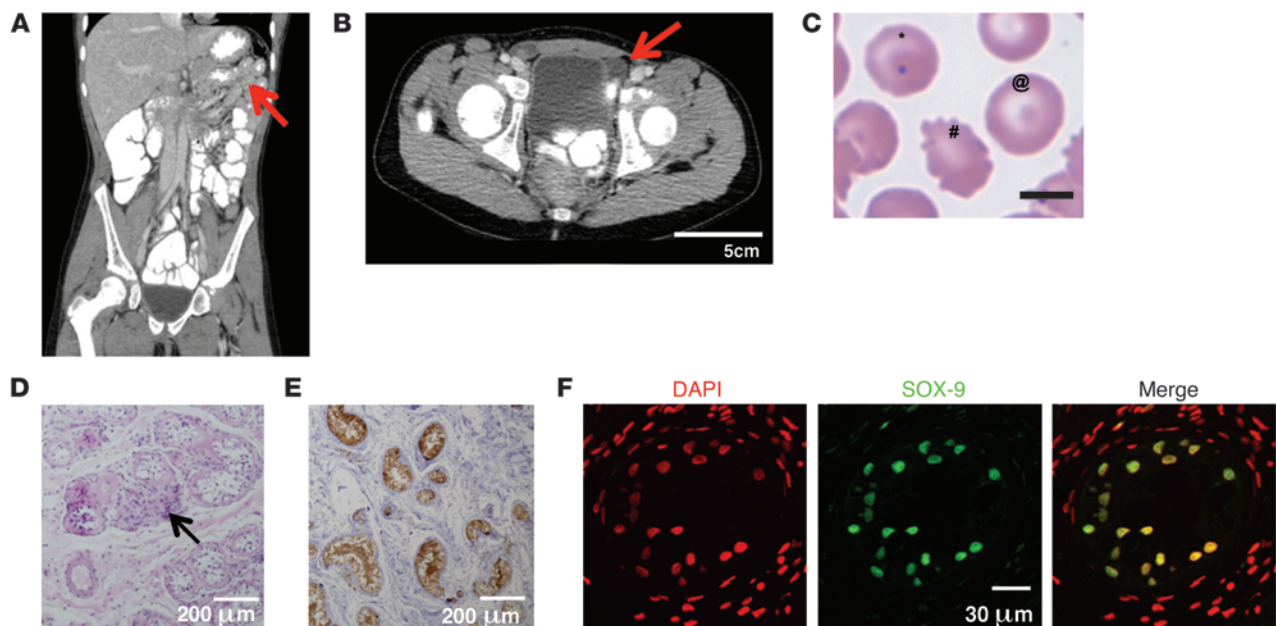 A
B
5cm
C
*
@
#
D
200 μm
E
200 μm
F
DAPI
SOX-9
Merge
30 μm